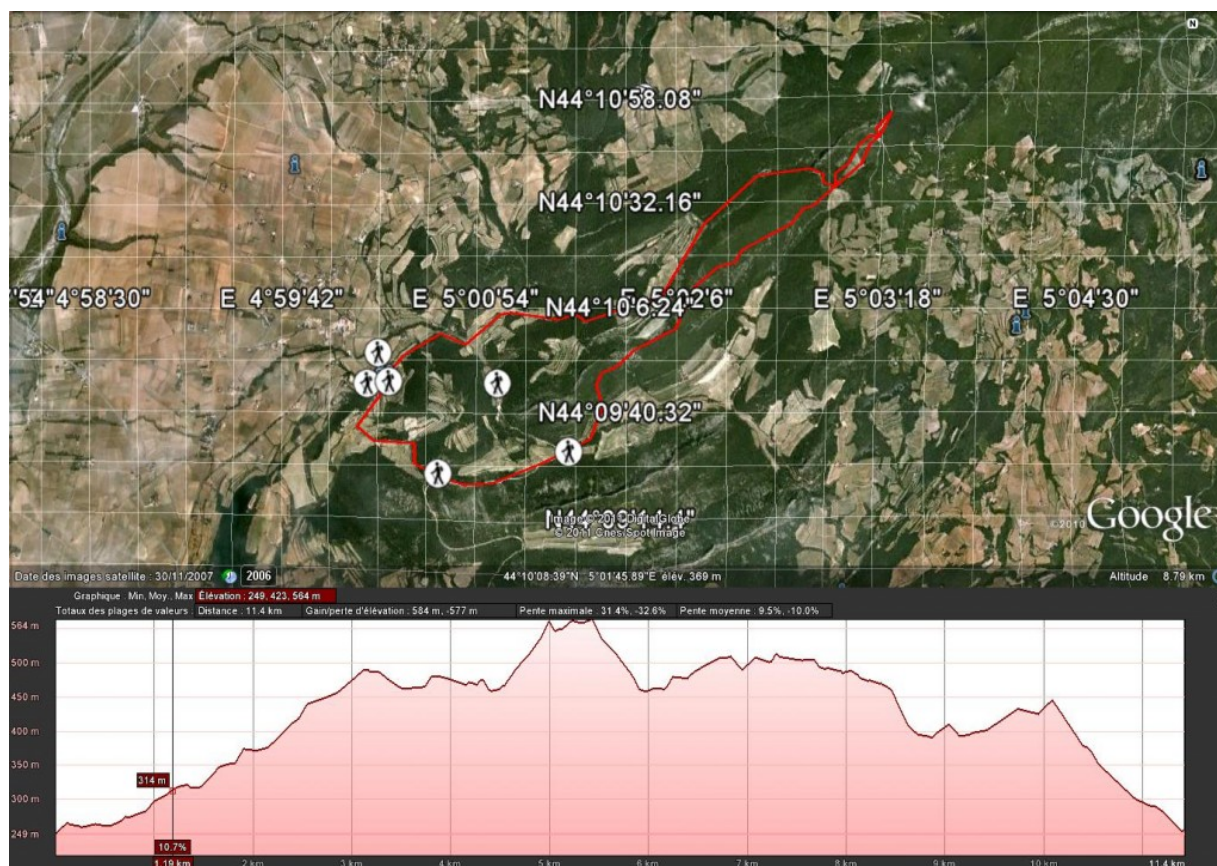 N
N44°10'58.08"
N44°10'32.16"
E 4°58'30"
E 4°59'42"
E 5°00'54"
E 5°03'18"
E 5°04'30"
N44°10'6.24"
N44°09'40.32"
© 2011 Cnes/Spot Image
©2010 Google
Date des images satellite : 30/11/2007 2006 44°10'08.39"N 5°01'45.89"E élév. 369 m Altitude 8.79 km
Graphique : Min, Moy., Max Élévation : 249, 423, 564 m
Totaux des plages de valeurs : Distance : 11.4 km Gain/perte d'élévation : 584 m, -577 m Pente maximale : 31.4%, -32.6% Pente moyenne : 9.5%, -10.0%
564 m
500 m
450 m
400 m
350 m
314 m
300 m
249 m
10.7%
1.19 km 2 km 3 km 4 km 5 km 6 km 7 km 8 km 9 km 10 km 11.4 km